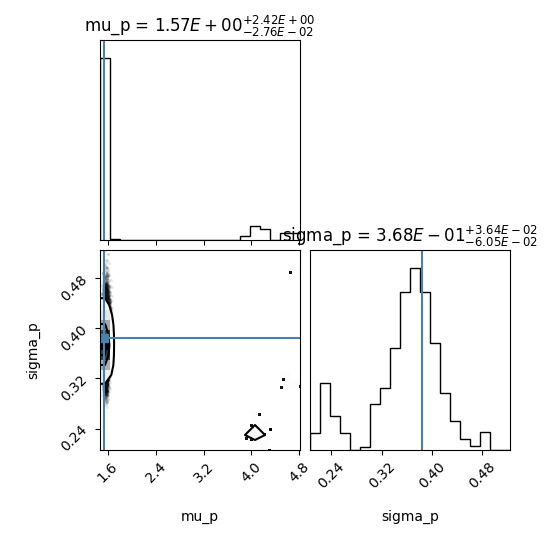 mu_p = 1.57E + 00+2.42E + 00 −2.76E − 02
sigma_p = 3.68E − 01+3.64E − 02 −6.05E − 02
0.48
0.40
0.32
0.24
sigma_p
1.6 2.4 3.2 4.0 4.8
0.24 0.32 0.40 0.48
mu_p
sigma_p